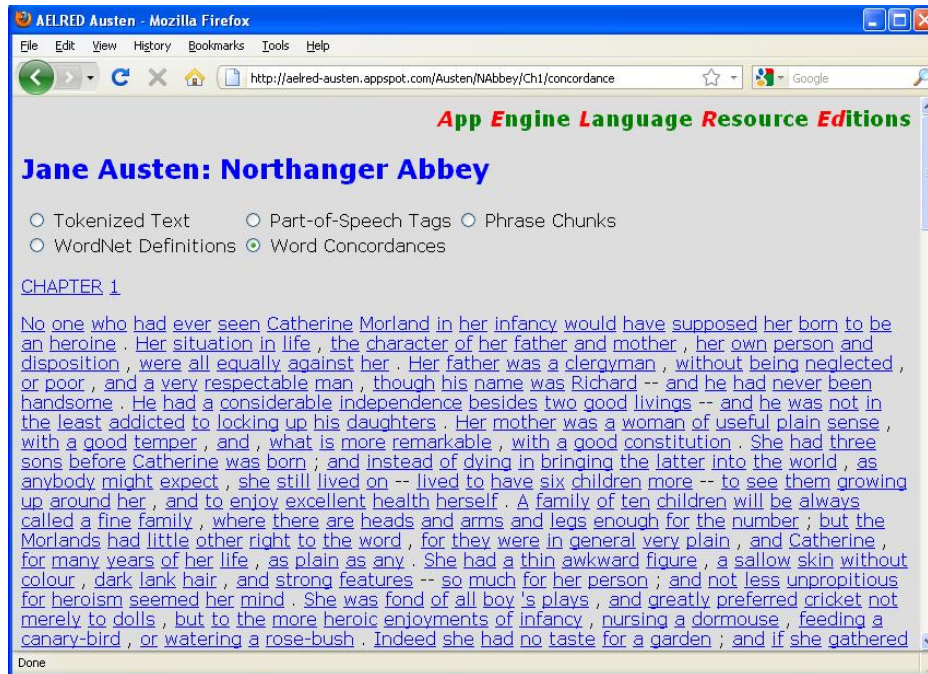 AELRED Austen - Mozilla Firefox
File Edit View History Bookmarks Tools Help
http://aelred-austen.appspot.com/Austen/NAbbey/Ch1/concordance
Google
App Engine Language Resource Editions
Jane Austen: Northanger Abbey
Tokenized Text Part-of-Speech Tags Phrase Chunks
WordNet Definitions Word Concordances
CHAPTER 1
No one who had ever seen Catherine Morland in her infancy would have supposed her born to be
an heroine . Her situation in life , the character of her father and mother , her own person and
disposition , were all equally against her . Her father was a clergyman , without being neglected ,
or poor , and a very respectable man , though his name was Richard -- and he had never been
handsome . He had a considerable independence besides two good livings -- and he was not in
the least addicted to locking up his daughters . Her mother was a woman of useful plain sense ,
with a good temper , and , what is more remarkable , with a good constitution . She had three
sons before Catherine was born ; and instead of dying in bringing the latter into the world , as
anybody might expect , she still lived on -- lived to have six children more -- to see them growing
up around her , and to enjoy excellent health herself . A family of ten children will be always
called a fine family , where there are heads and arms and legs enough for the number ; but the
Morlands had little other right to the word , for they were in general very plain , and Catherine ,
for many years of her life , as plain as any . She had a thin awkward figure , a sallow skin without
colour , dark lank hair , and strong features -- so much for her person ; and not less unpropitious
for heroism seemed her mind . She was fond of all boy 's plays , and greatly preferred cricket not
merely to dolls , but to the more heroic enjoyments of infancy , nursing a dormouse , feeding a
canary-bird , or watering a rose-bush . Indeed she had no taste for a garden ; and if she gathered
Done